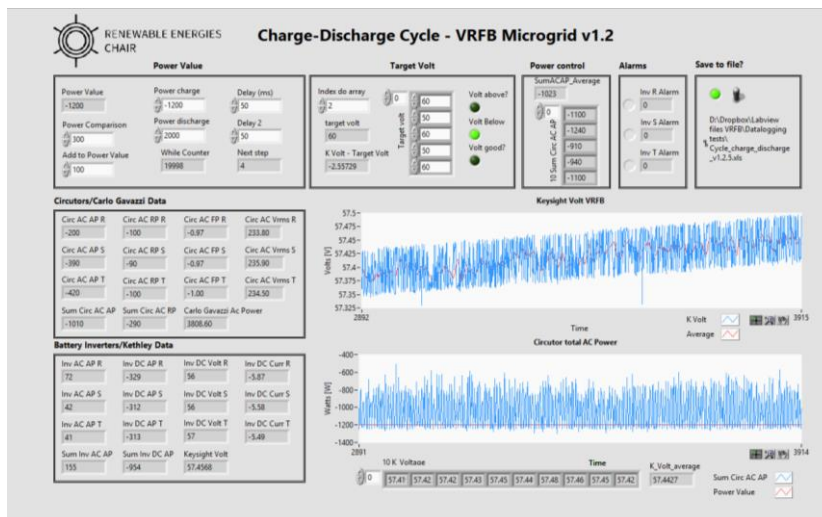 RENEWABLE ENERGIES
CHAIR
Charge-Discharge Cycle - VRFB Microgrid v1.2
Power Value
Power Value
-1200
Power charge
-1200
Delay (ms)
50
Power Comparison
300
Power discharge
2000
Delay 2
50
Add to Power Value
100
While Counter
19998
Next step
4
Target Volt
Index do array
2
target volt
60
K Volt - Target Volt
-2.55729
0
Target volt
60
50
60
50
60
Volt above?
Volt Below
Volt good?
Power control
SumACAP_Average
-1023
0
10 Sum Circ AC AP
-1100
-1240
-910
-940
-1100
Alarms
Inv R Alarm
0
Inv S Alarm
0
Inv T Alarm
0
Save to file?
D:\Dropbox\Labview
files VRFB\Datalogging
tests\
Cycle_charge_discharge
_v1.2.5.xls
Circutors/Carlo Gavazzi Data
Circ AC AP R
-200
Circ AC RP R
-100
Circ AC FP R
-0.97
Circ AC Vrms R
233.80
Circ AC AP S
-390
Circ AC RP S
-90
Circ AC FP S
-0.97
Circ AC Vrms S
235.90
Circ AC AP T
-420
Circ AC RP T
-100
Circ AC FP T
-1.00
Circ AC Vrms T
234.50
Sum Circ AC AP
-1010
Sum Circ AC RP
-290
Carlo Gavazzi Ac Power
3808.60
Keysight Volt VRFB
Volts [V]
57.5
57.475
57.45
57.425
57.4
57.375
57.35
57.325
2892
3915
Time
K Volt
Average
Battery Inverters/Kethley Data
Inv AC AP R
72
Inv DC AP R
-329
Inv DC Volt R
56
Inv DC Curr R
-5.87
Inv AC AP S
42
Inv DC AP S
-312
Inv DC Volt S
56
Inv DC Curr S
-5.58
Inv AC AP T
41
Inv DC AP T
-313
Inv DC Volt T
57
Inv DC Curr T
-5.49
Sum Inv AC AP
155
Sum Inv DC AP
-954
Keysight Volt
57.4568
Circutor total AC Power
Watts [W]
-400
-600
-800
-1000
-1200
-1400
2891
3914
Time
10 K Voltage
0
57.41 57.42 57.42 57.43 57.45 57.44 57.48 57.46 57.45 57.42
K_Volt_average
57.4427
Sum Circ AC AP
Power Value